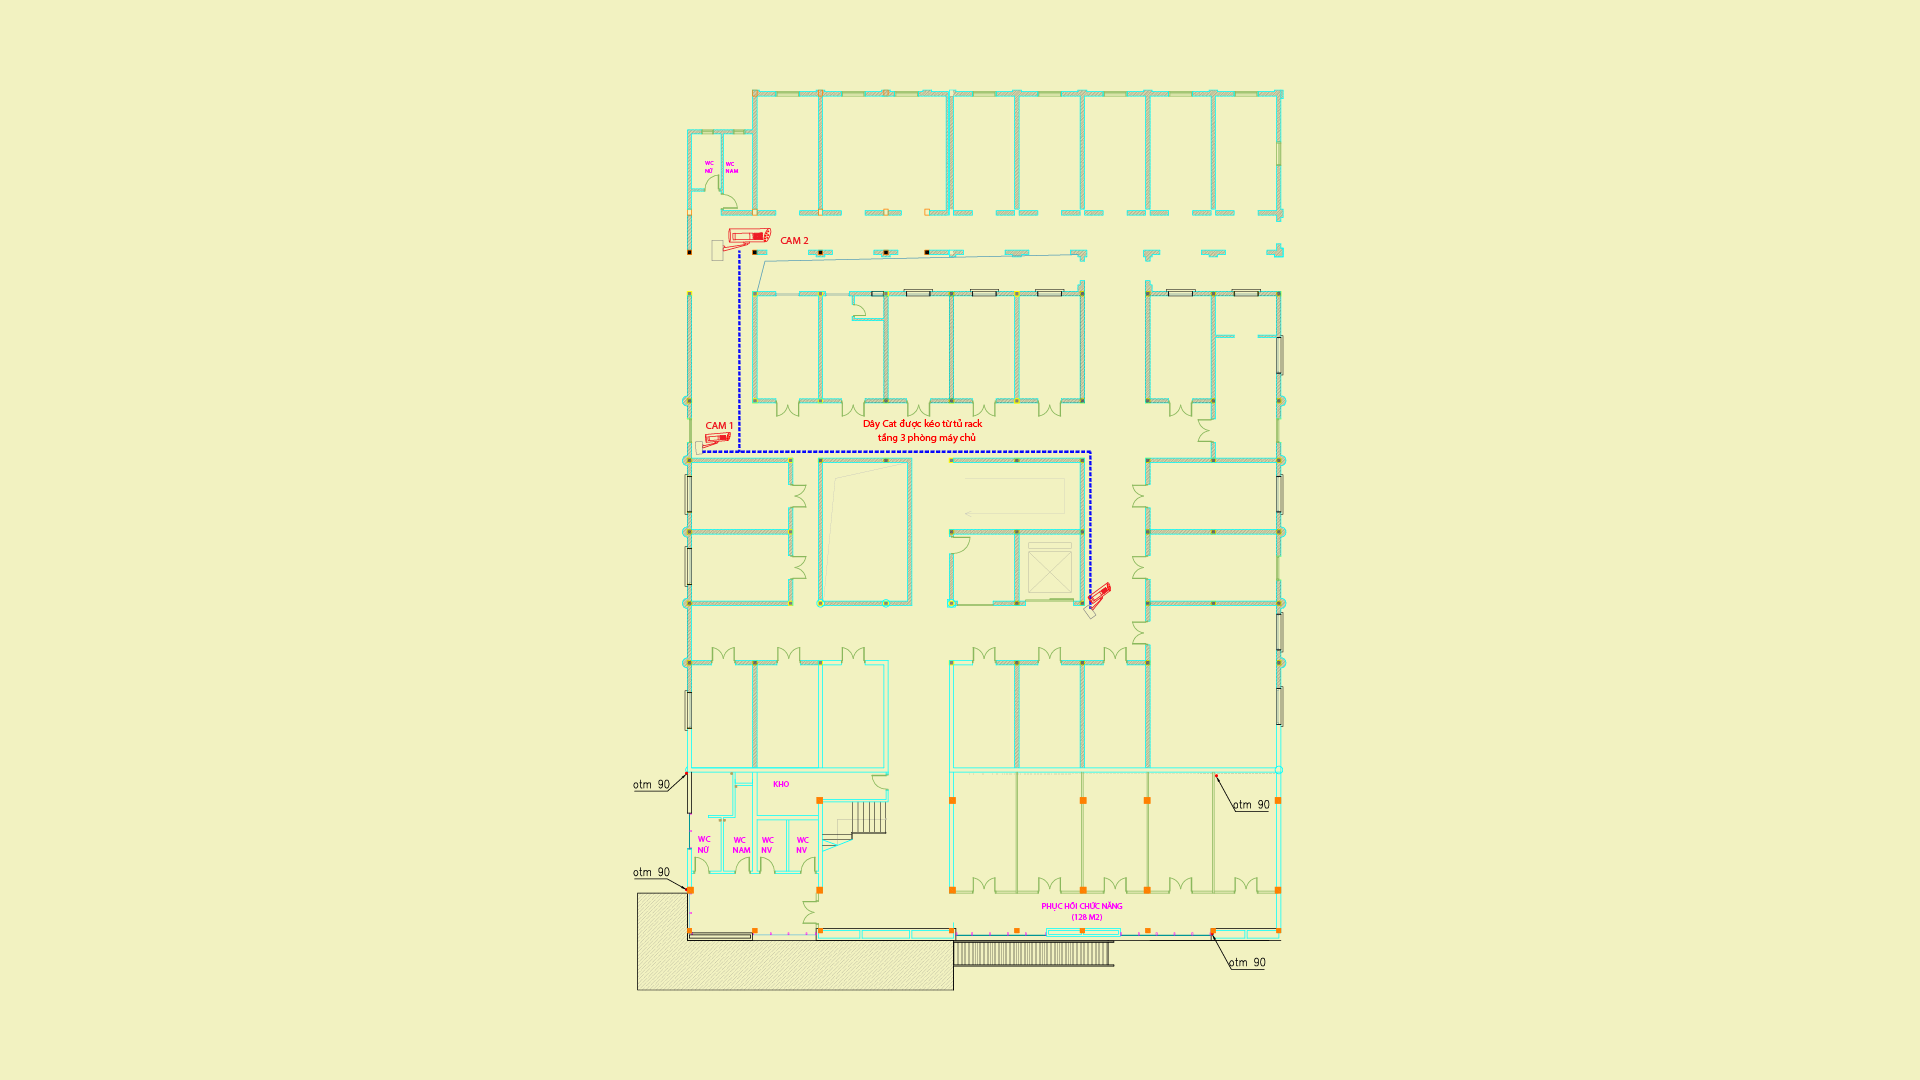 WC
NỮ
WC
NAM
CAM 2
CAM 1
Dây Cat được kéo từ tủ rack
tầng 3 phòng máy chủ
otm 90
KHO
otm 90
WC
NỮ
WC
NAM
WC
NV
WC
NV
otm 90
PHỤC HỒI CHỨC NĂNG
(128 M2)
otm 90